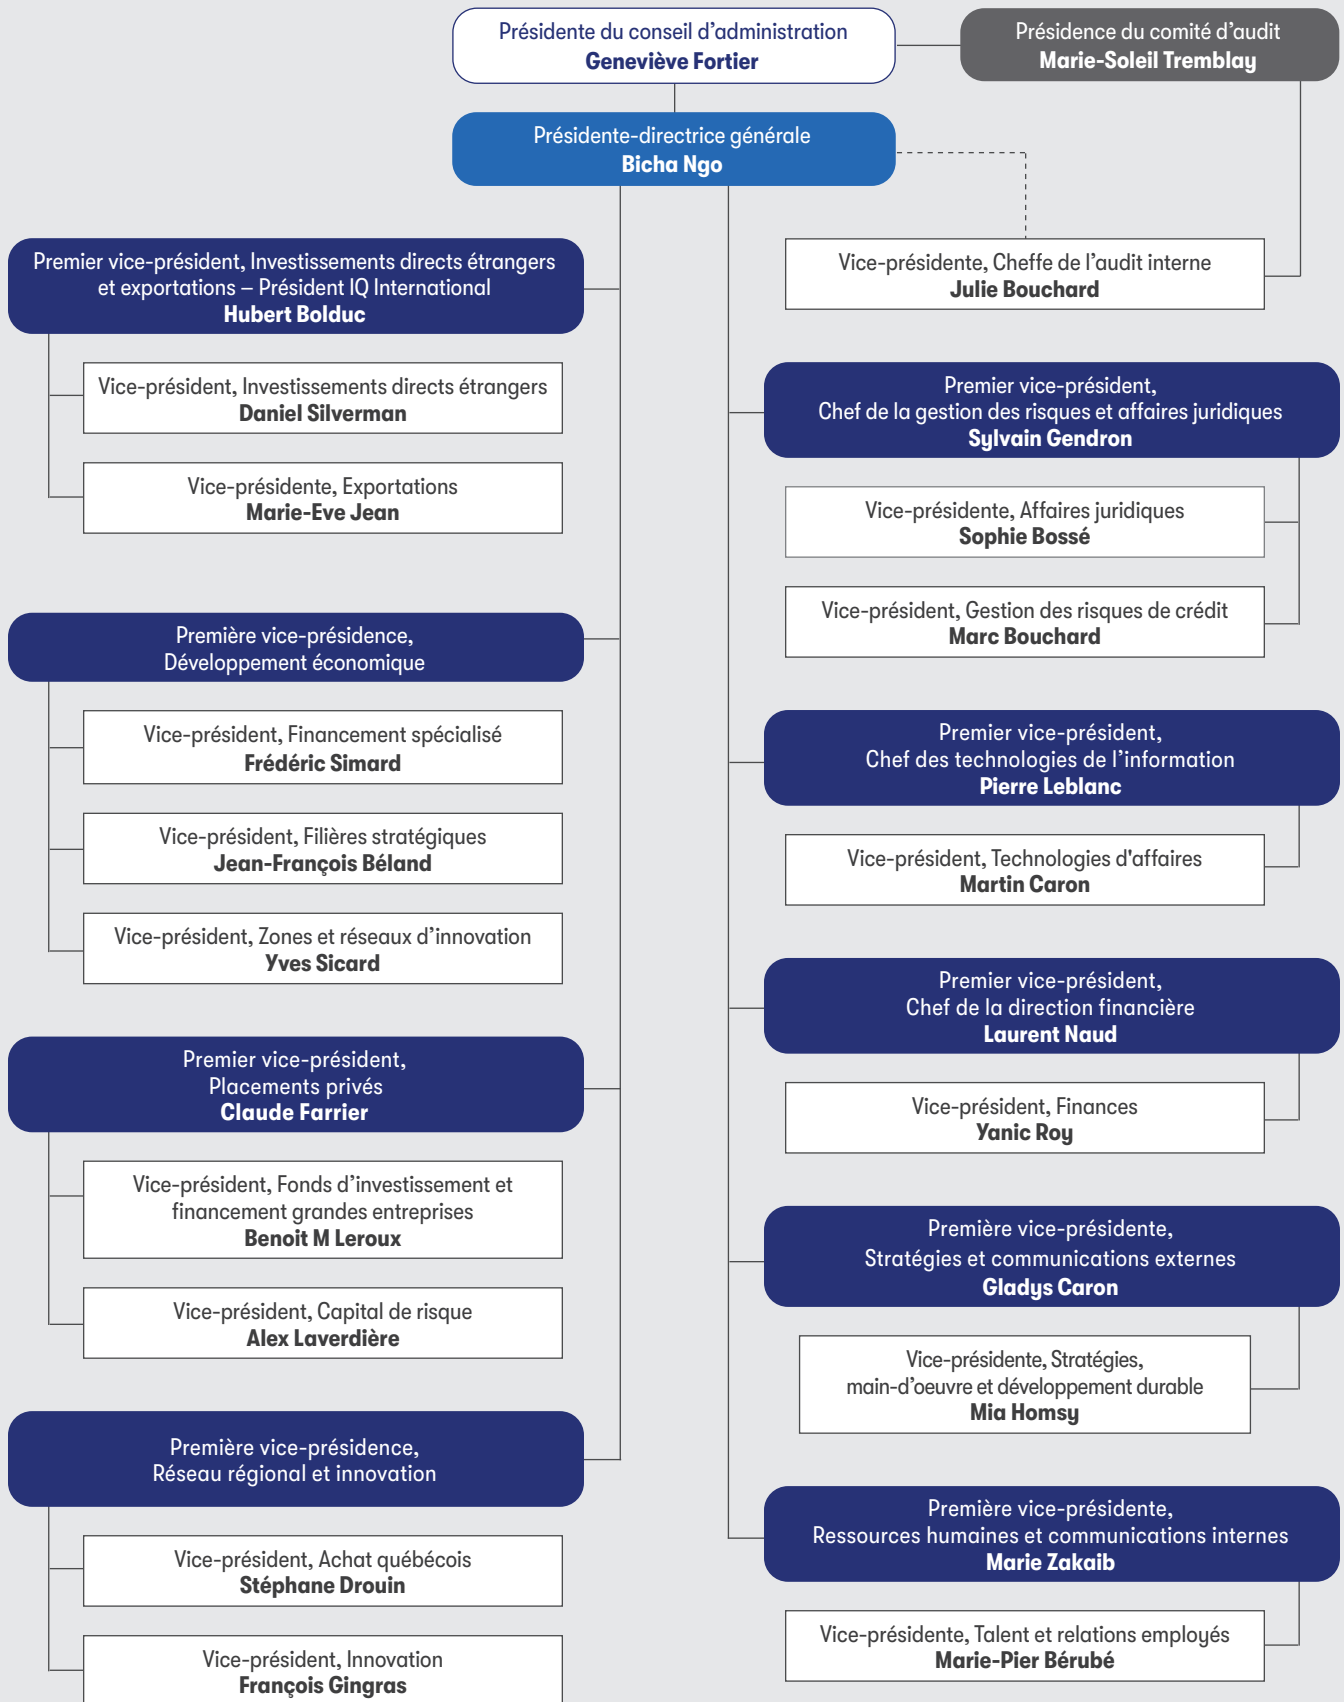 Présidente du conseil d’administration
Geneviève Fortier
Présidence du comité d’audit
Marie-Soleil Tremblay
Présidente-directrice générale
Bicha Ngo
Premier vice-président, Investissements directs étrangers
et exportations – Président IQ International
Hubert Bolduc
Vice-président, Investissements directs étrangers
Daniel Silverman
Vice-présidente, Exportations
Marie-Eve Jean
Première vice-présidence,
Développement économique
Vice-président, Financement spécialisé
Frédéric Simard
Vice-président, Filières stratégiques
Jean-François Béland
Vice-président, Zones et réseaux d’innovation
Yves Sicard
Premier vice-président,
Placements privés
Claude Farrier
Vice-président, Fonds d’investissement et
financement grandes entreprises
Benoit M Leroux
Vice-président, Capital de risque
Alex Laverdière
Première vice-présidence,
Réseau régional et innovation
Vice-président, Achat québécois
Stéphane Drouin
Vice-président, Innovation
François Gingras
Vice-présidente, Cheffe de l’audit interne
Julie Bouchard
Premier vice-président,
Chef de la gestion des risques et affaires juridiques
Sylvain Gendron
Vice-présidente, Affaires juridiques
Sophie Bossé
Vice-président, Gestion des risques de crédit
Marc Bouchard
Premier vice-président,
Chef des technologies de l’information
Pierre Leblanc
Vice-président, Technologies d'affaires
Martin Caron
Premier vice-président,
Chef de la direction financière
Laurent Naud
Vice-président, Finances
Yanic Roy
Première vice-présidente,
Stratégies et communications externes
Gladys Caron
Vice-présidente, Stratégies,
main-d’oeuvre et développement durable
Mia Homsy
Première vice-présidente,
Ressources humaines et communications internes
Marie Zakaib
Vice-présidente, Talent et relations employés
Marie-Pier Bérubé